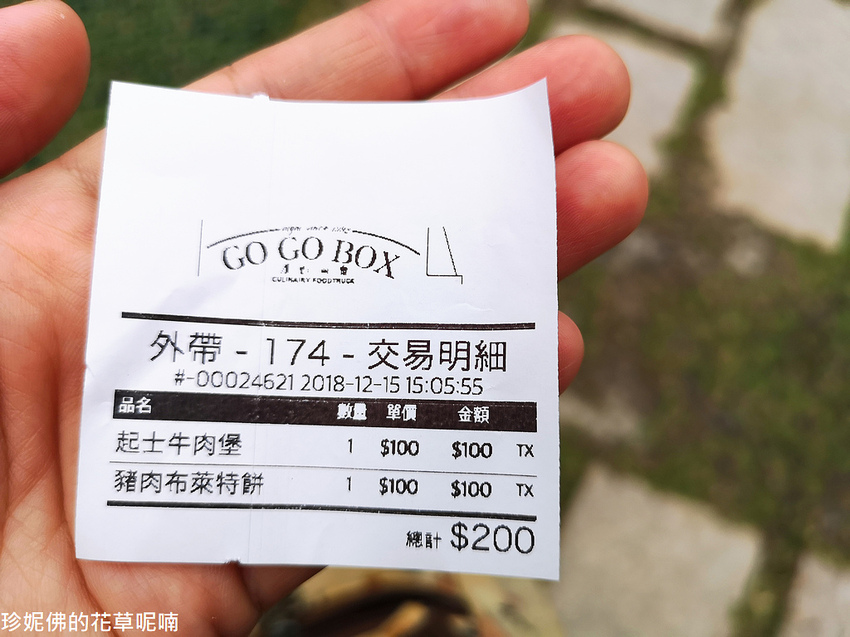 GO GO BOX
CULINAIRY FOODTRUCK
外帶 - 174 - 交易明細
#-00024621 2018-12-15 15:05:55
品名 數量 單價 金額
起士牛肉堡 1 $100 $100 TX
豬肉布萊特餅 1 $100 $100 TX
總計 $200
珍妮佛的花草呢喃